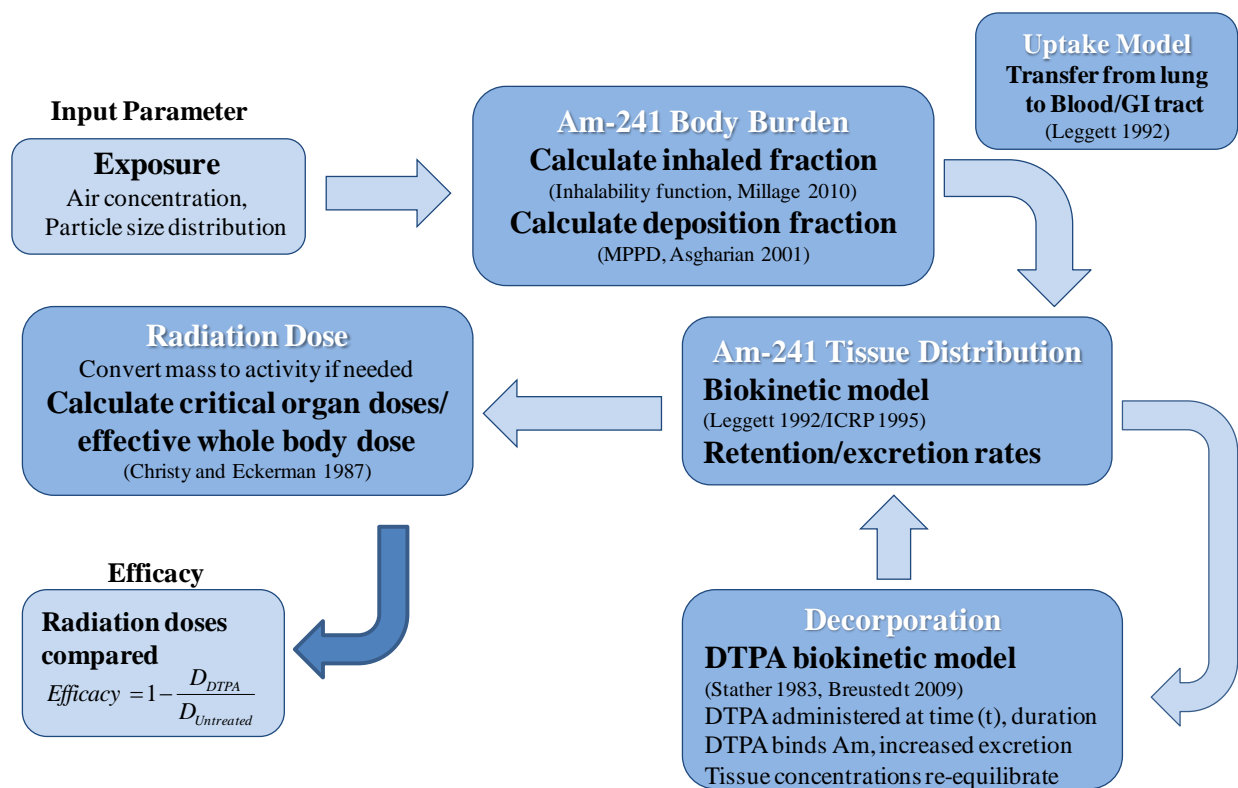 Input Parameter
Exposure
Air concentration,
Particle size distribution
Am-241 Body Burden
Calculate inhaled fraction
(Inhalability function, Millage 2010)
Calculate deposition fraction
(MPPD, Asgharian 2001)
Uptake Model
Transfer from lung
to Blood/GI tract
(Leggett 1992)
Radiation Dose
Convert mass to activity if needed
Calculate critical organ doses/
effective whole body dose
(Christy and Eckerman 1987)
Am-241 Tissue Distribution
Biokinetic model
(Leggett 1992/ICRP 1995)
Retention/excretion rates
Efficacy
Radiation doses
compared
Efficacy = 1 - D_DTPA / D_Untreated
Decorporation
DTPA biokinetic model
(Stather 1983, Breustedt 2009)
DTPA administered at time (t), duration
DTPA binds Am, increased excretion
Tissue concentrations re-equilibrate